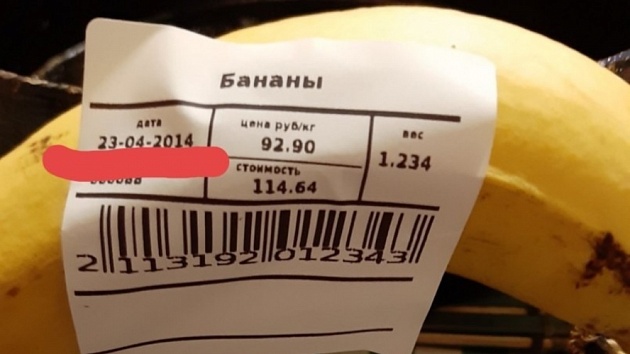 Бананы
дата
23-04-2014
цена руб/кг
92.90
стоимость
114.64
вес
1.234
2 113192 012343